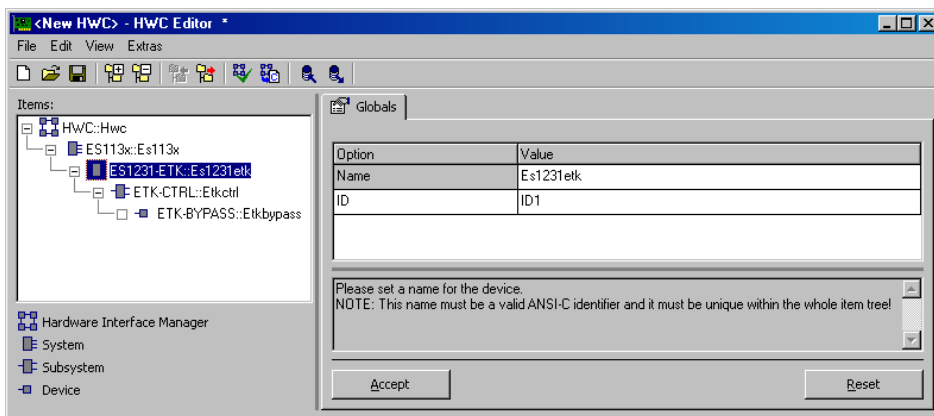 <New HWC> - HWC Editor *
File Edit View Extras
Items:
HWC::Hwc
ES113x::Es113x
ES1231-ETK::Es1231etk
ETK-CTRL::Etkctrl
ETK-BYPASS::Etkbypass
Hardware Interface Manager
System
Subsystem
Device
Globals
Option Value
Name Es1231etk
ID ID1
Please set a name for the device.
NOTE: This name must be a valid ANSI-C identifier and it must be unique within the whole item tree!
Accept Reset